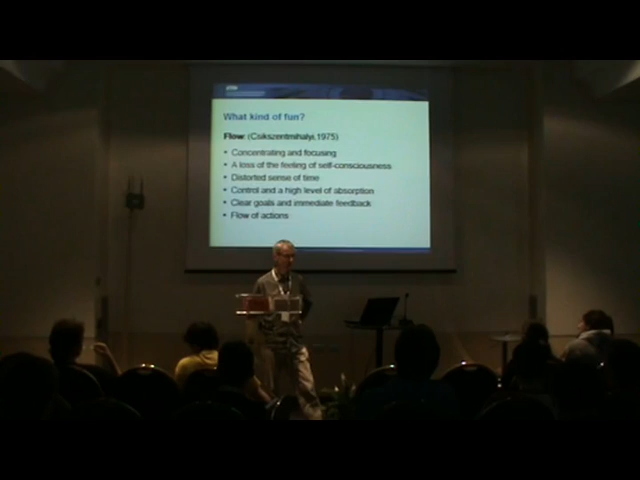 What kind of fun?
Flow: (Csikszentmihalyi,1975)
• Concentrating and focusing
• A loss of the feeling of self-consciousness
• Distorted sense of time
• Control and a high level of absorption
• Clear goals and immediate feedback
• Flow of actions